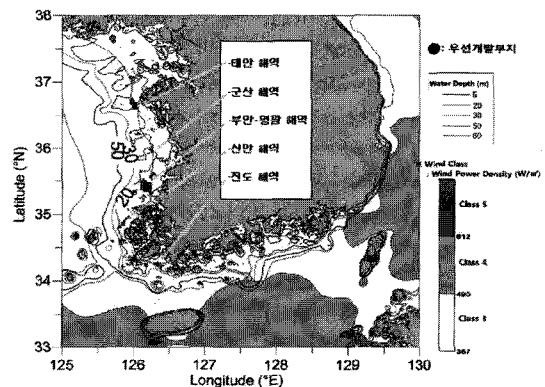 38
37
36
35
34
33
125
126
127
128
129
130
Latitude (°N)
Longitude (°E)
태안 해역
군산 해역
부안-영광 해역
신안 해역
진도 해역
50
30
20
: 우선개발부지
Water Depth (m)
5
20
30
50
60
Wind Class
: Wind Power Density (W/m²)
Class 5
612
Class 4
490
Class 3
367